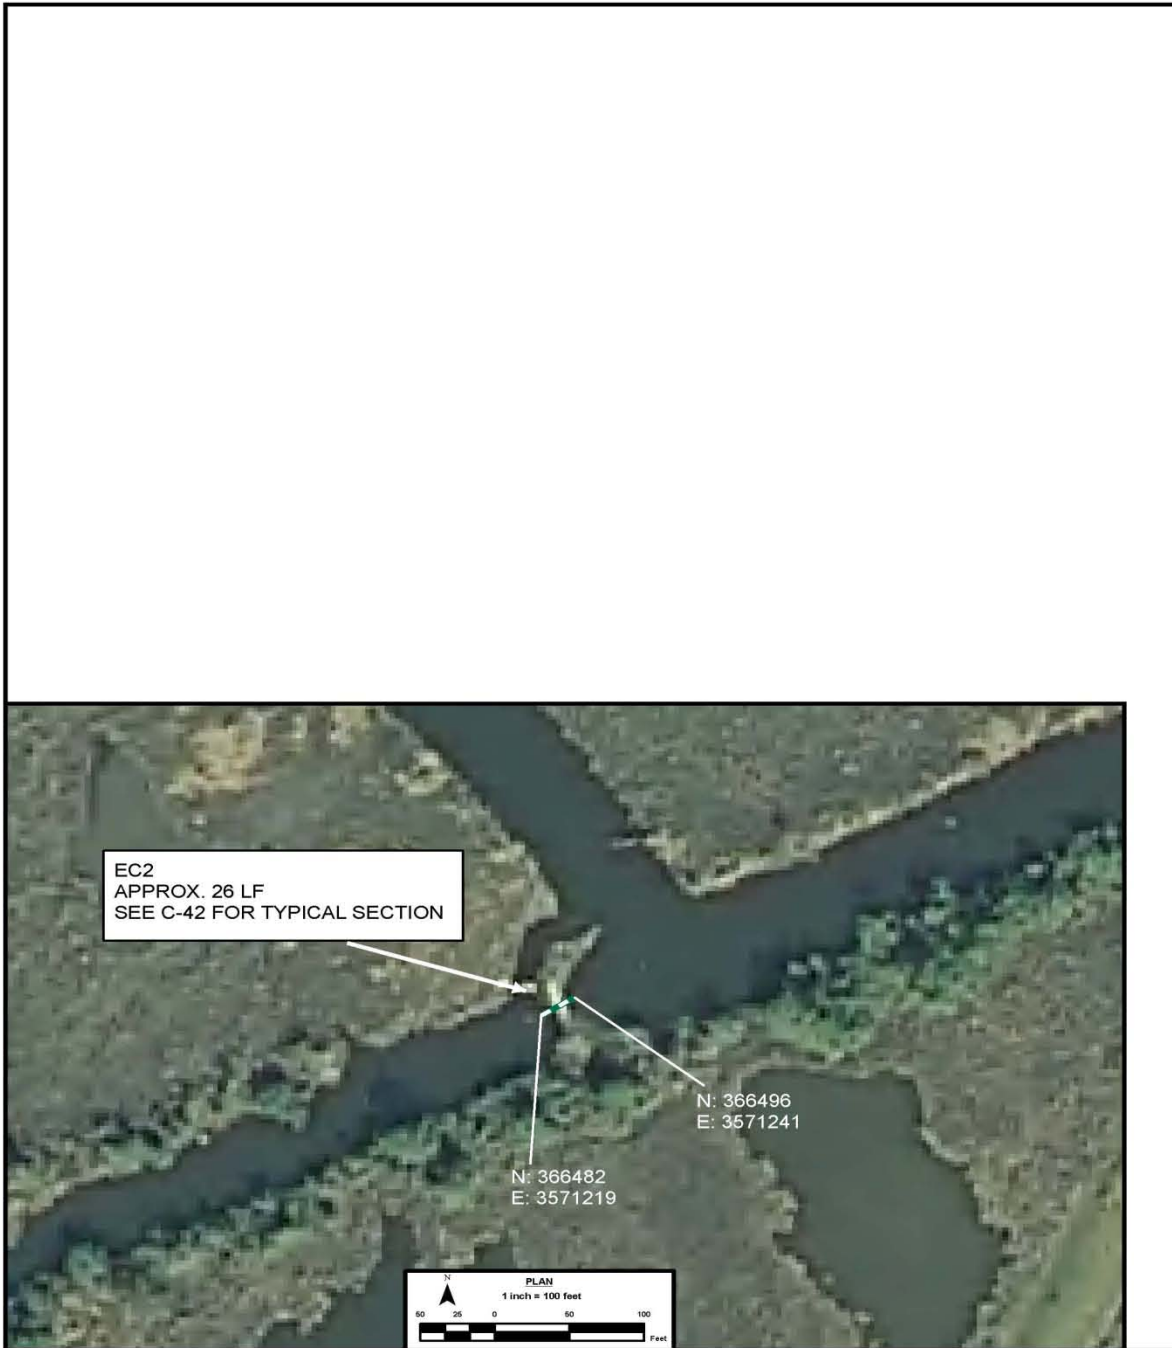 EC2
APPROX. 26 LF
SEE C-42 FOR TYPICAL SECTION
N: 366496
E: 3571241
N: 366482
E: 3571219
N
PLAN
1 inch = 100 feet
50 25 0 50 100
Feet